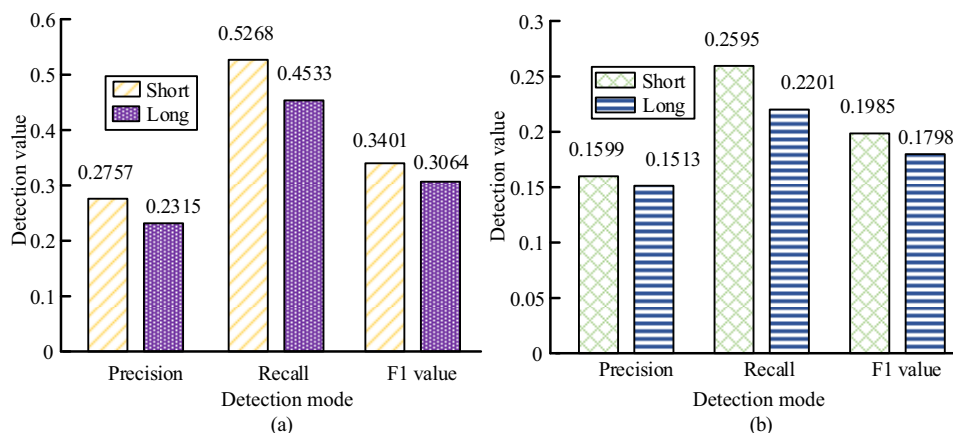 0.6
0.5
0.4
0.3
0.2
0.1
0
Detection value
Short
Long
0.2757
0.2315
0.5268
0.4533
0.3401
0.3064
Precision
Recall
F1 value
Detection mode
(a)
0.3
0.25
0.2
0.15
0.1
0.05
0
Detection value
Short
Long
0.1599
0.1513
0.2595
0.2201
0.1985
0.1798
Precision
Recall
F1 value
Detection mode
(b)